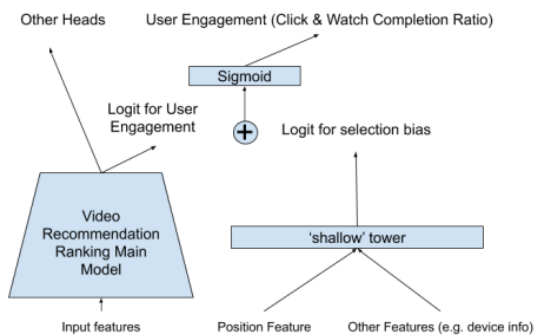 Other Heads
User Engagement (Click & Watch Completion Ratio)
Sigmoid
Logit for User
Engagement
+
Logit for selection bias
Video
Recommendation
Ranking Main
Model
'shallow' tower
Input features
Position Feature
Other Features (e.g. device info)